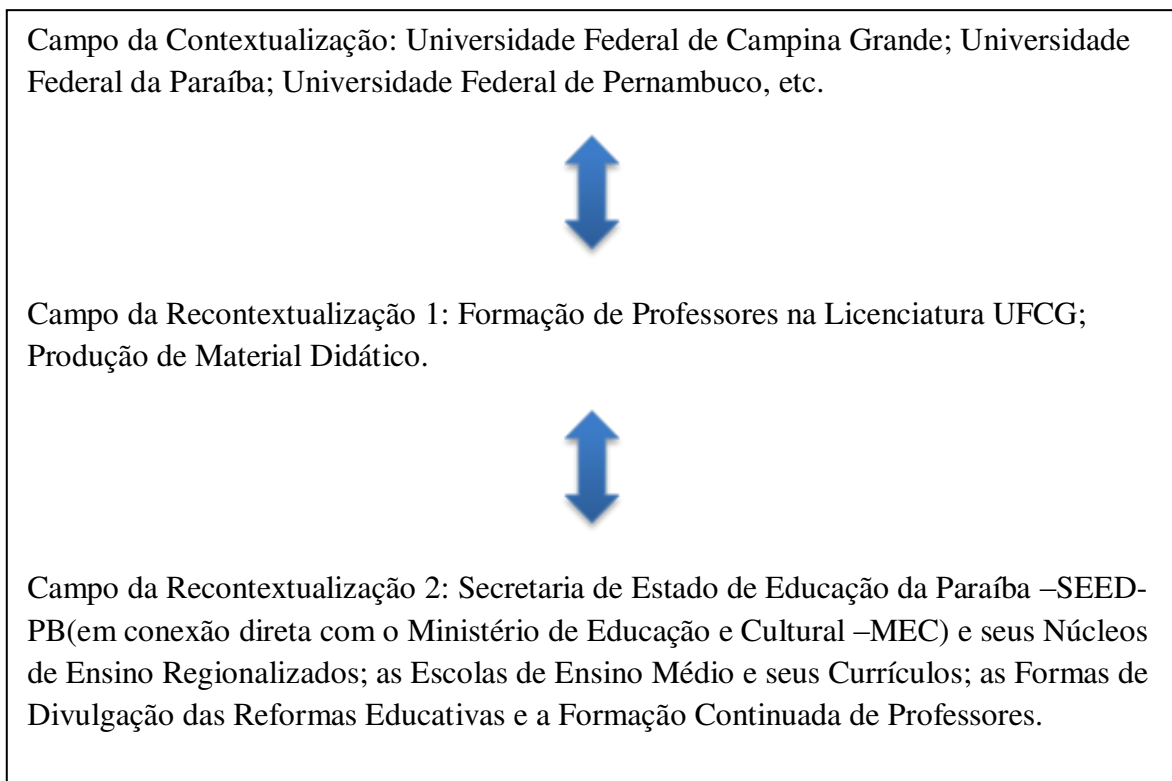 Campo da Contextualização: Universidade Federal de Campina Grande; Universidade
Federal da Paraíba; Universidade Federal de Pernambuco, etc.
Campo da Recontextualização 1: Formação de Professores na Licenciatura UFCG;
Produção de Material Didático.
Campo da Recontextualização 2: Secretaria de Estado de Educação da Paraíba –SEED-
PB(em conexão direta com o Ministério de Educação e Cultural –MEC) e seus Núcleos
de Ensino Regionalizados; as Escolas de Ensino Médio e seus Currículos; as Formas de
Divulgação das Reformas Educativas e a Formação Continuada de Professores.